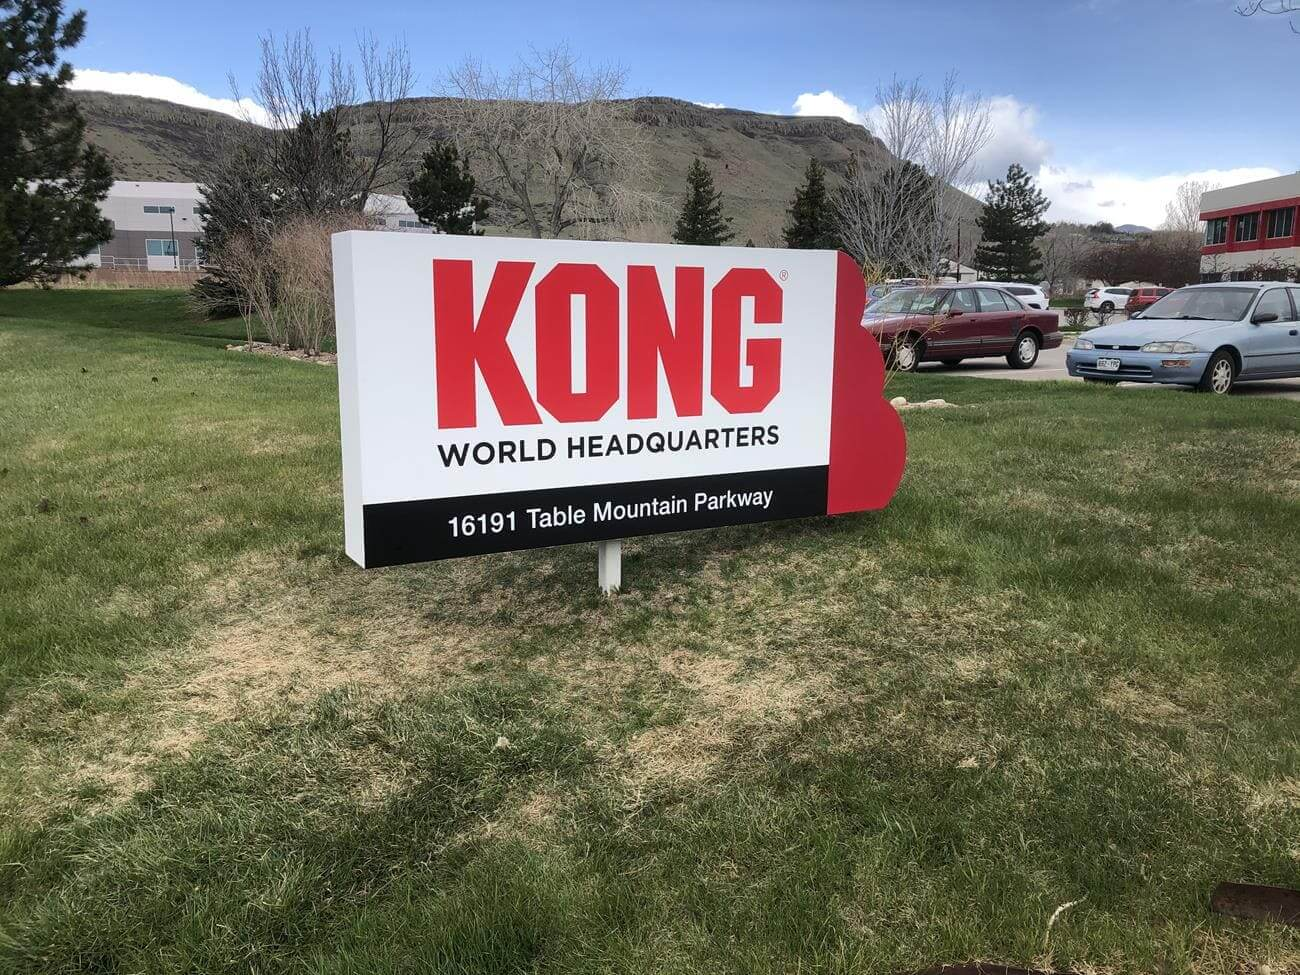 KONG®
WORLD HEADQUARTERS
16191 Table Mountain Parkway